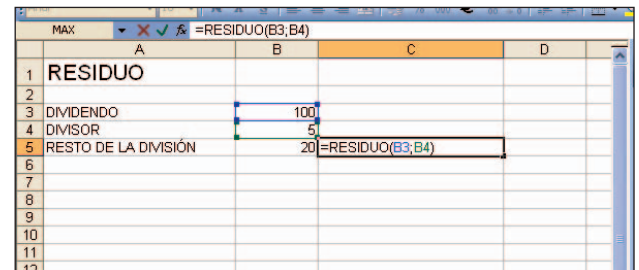 MAX =RESIDUO(B3;B4)
A B C D
1 RESIDUO
2
3 DIVIDENDO 100
4 DIVISOR 5
5 RESTO DE LA DIVISIÓN 20 =RESIDUO(B3;B4)
6
7
8
9
10
11
12